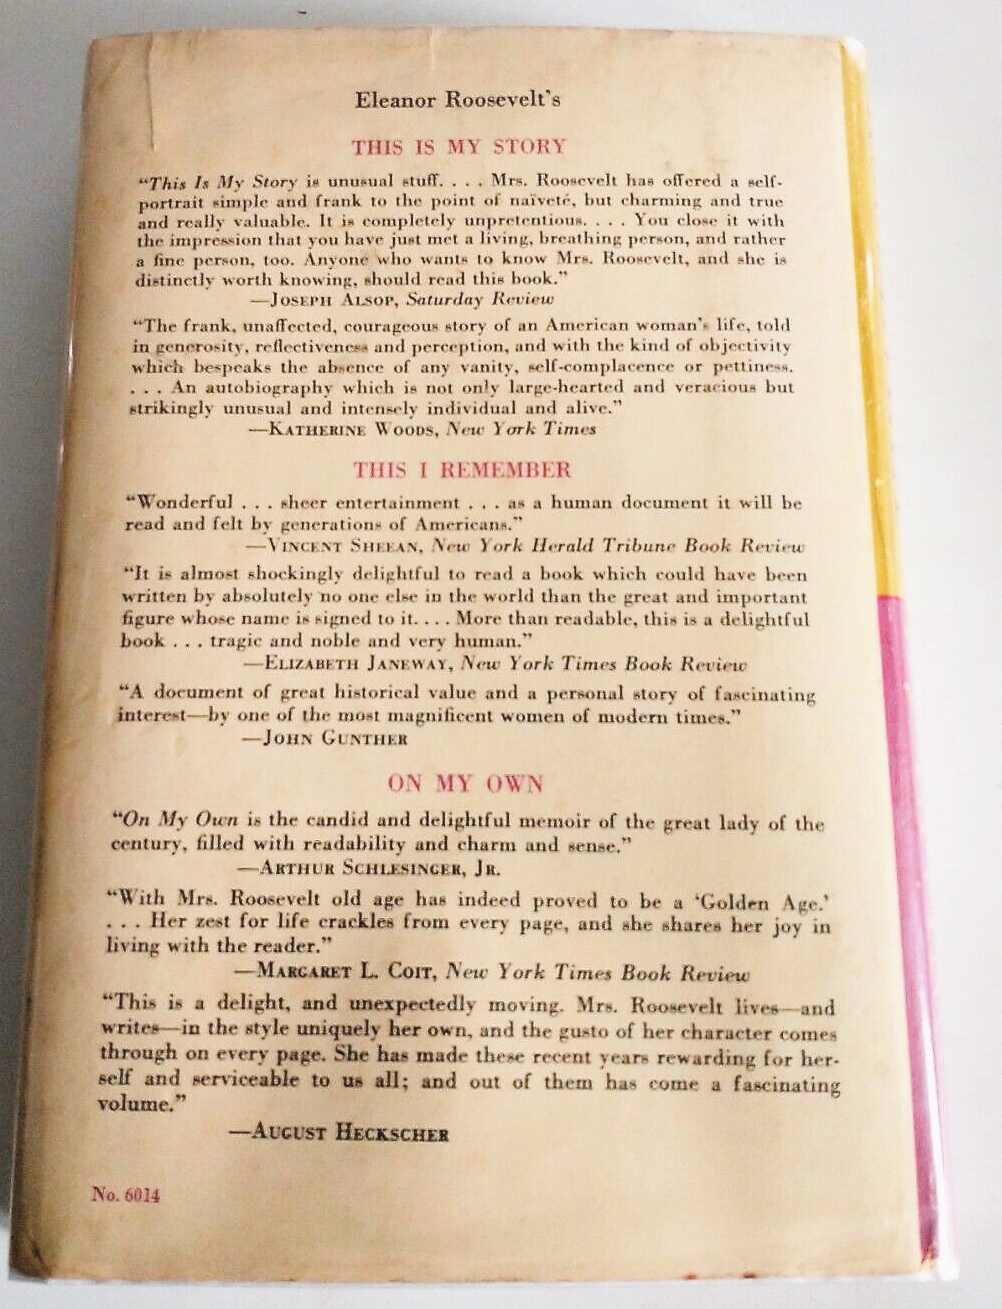 Eleanor Roosevelt's
THIS IS MY STORY
“This Is My Story is unusual stuff. . . . Mrs. Roosevelt has offered a self-
portrait simple and frank to the point of naïveté, but charming and true
and really valuable. It is completely unpretentious. . . . You close it with
the impression that you have just met a living, breathing person, and rather
a fine person, too. Anyone who wants to know Mrs. Roosevelt, and she is
distinctly worth knowing, should read this book.”
—JOSEPH ALSOP, Saturday Review
“The frank, unaffected, courageous story of an American woman's life, told
in generosity, reflectiveness and perception, and with the kind of objectivity
which bespeaks the absence of any vanity, self-complacence or pettiness.
. . . An autobiography which is not only large-hearted and veracious but
strikingly unusual and intensely individual and alive.”
—KATHERINE WOODS, New York Times
THIS I REMEMBER
“Wonderful . . . sheer entertainment . . . as a human document it will be
read and felt by generations of Americans.”
—VINCENT SHEEAN, New York Herald Tribune Book Review
“It is almost shockingly delightful to read a book which could have been
written by absolutely no one else in the world than the great and important
figure whose name is signed to it. . . . More than readable, this is a delightful
book . . . tragic and noble and very human.”
—ELIZABETH JANEWAY, New York Times Book Review
“A document of great historical value and a personal story of fascinating
interest—by one of the most magnificent women of modern times.”
—JOHN GUNTHER
ON MY OWN
“On My Own is the candid and delightful memoir of the great lady of the
century, filled with readability and charm and sense.”
—ARTHUR SCHLESINGER, JR.
“With Mrs. Roosevelt old age has indeed proved to be a ‘Golden Age.’
. . . Her zest for life crackles from every page, and she shares her joy in
living with the reader.”
—MARGARET L. COIT, New York Times Book Review
“This is a delight, and unexpectedly moving. Mrs. Roosevelt lives—and
writes—in the style uniquely her own, and the gusto of her character comes
through on every page. She has made these recent years rewarding for her-
self and serviceable to us all; and out of them has come a fascinating
volume.”
—AUGUST HECKSCHER
No. 6014